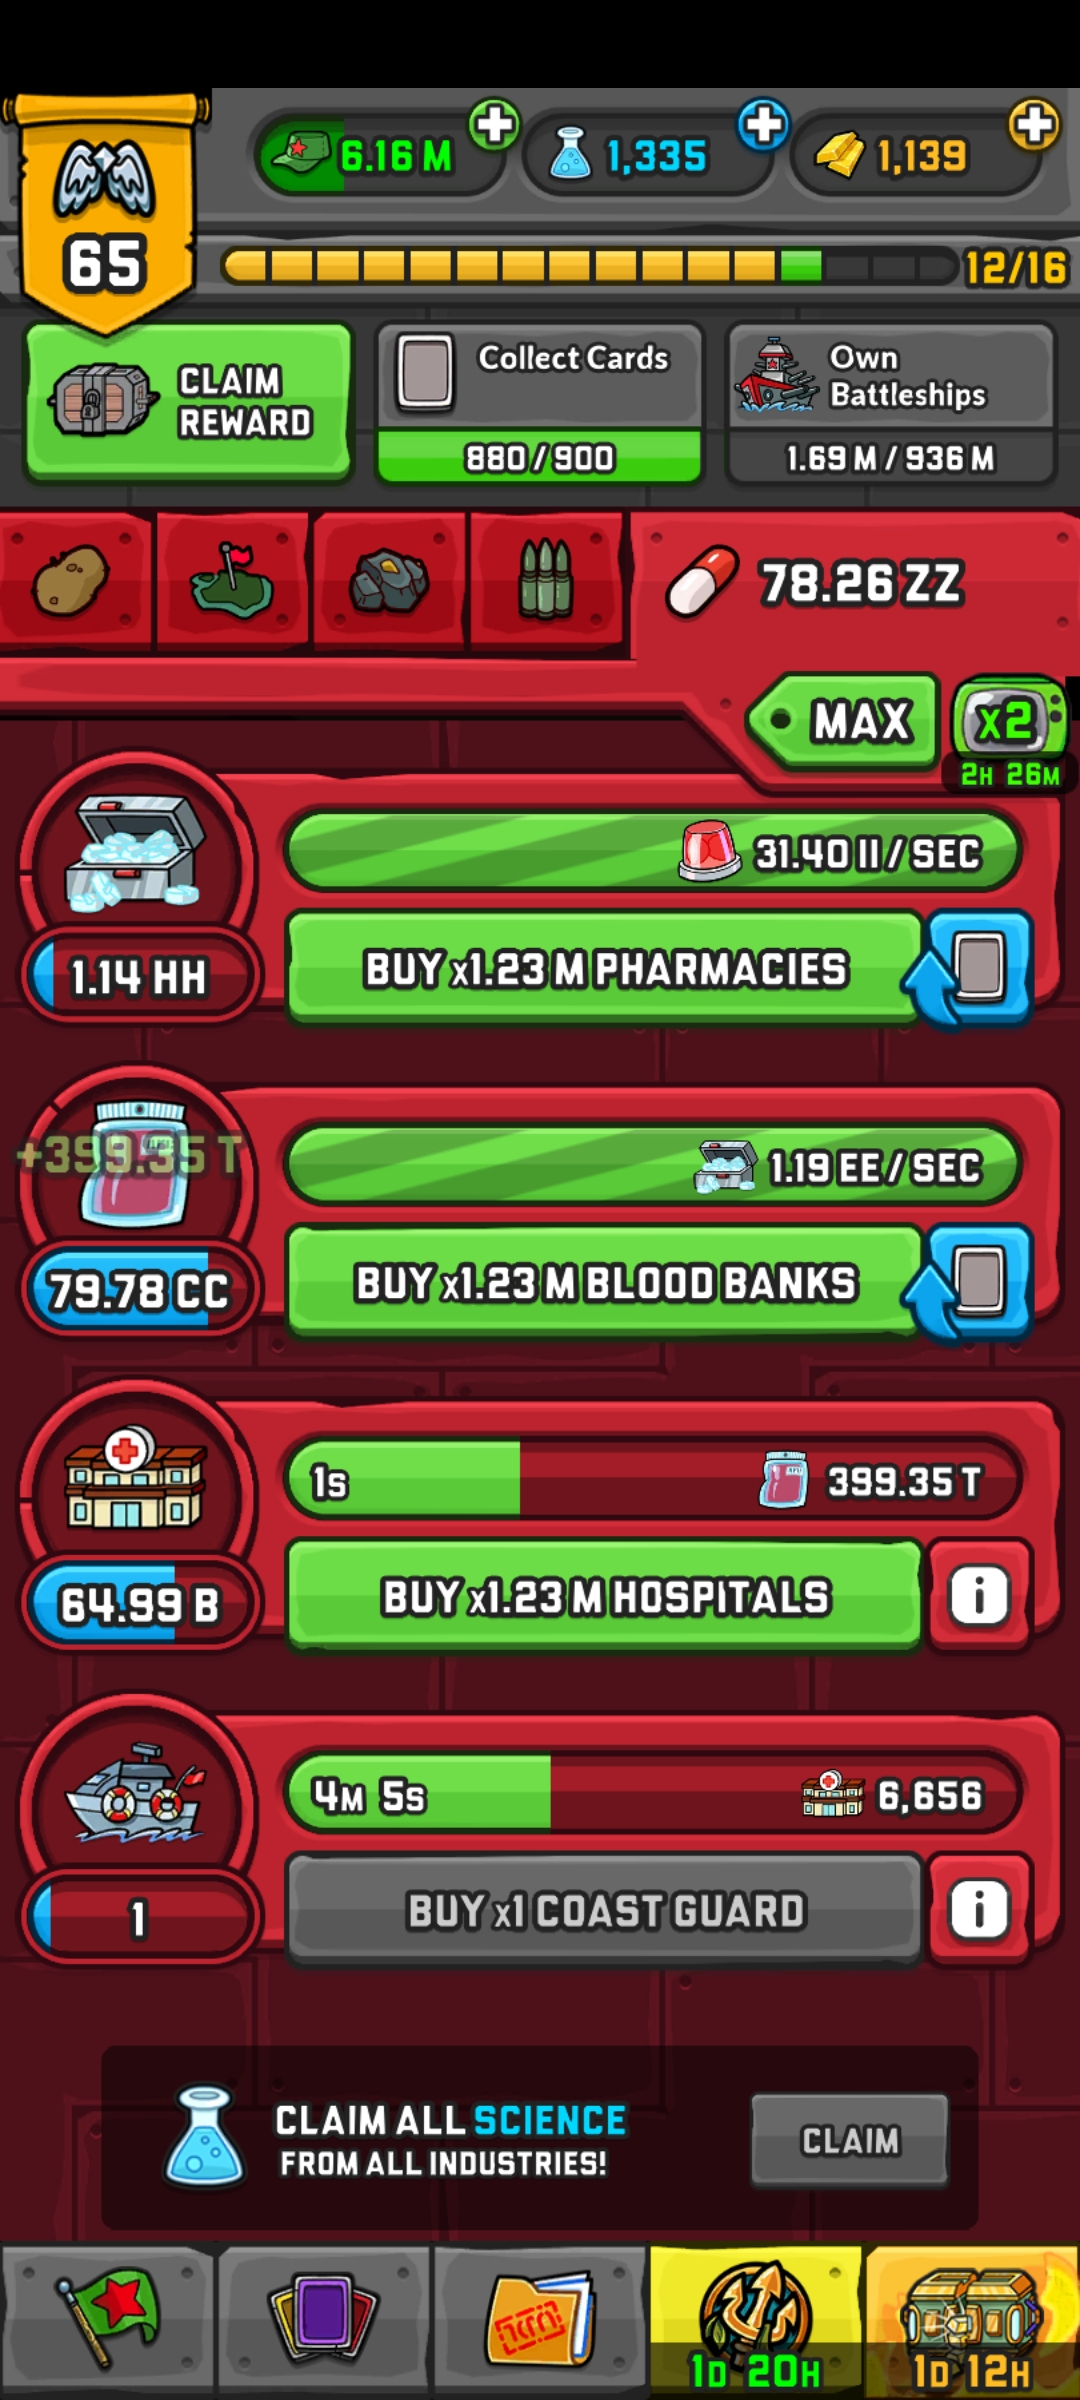 65
6.16 M
1,335
1,139
12/16
CLAIM
REWARD
Collect Cards
880 / 900
Own
Battleships
1.69 M / 936 M
78.26 ZZ
MAX
x2
2H 26M
31.40 II / SEC
1.14 HH
BUY x1.23 M PHARMACIES
+399.35 T
1.19 EE / SEC
79.78 CC
BUY x1.23 M BLOOD BANKS
1S
399.35 T
64.99 B
BUY x1.23 M HOSPITALS
i
4M 5S
6,656
1
BUY x1 COAST GUARD
i
CLAIM ALL SCIENCE
FROM ALL INDUSTRIES!
CLAIM
1D 20H
1D 12H